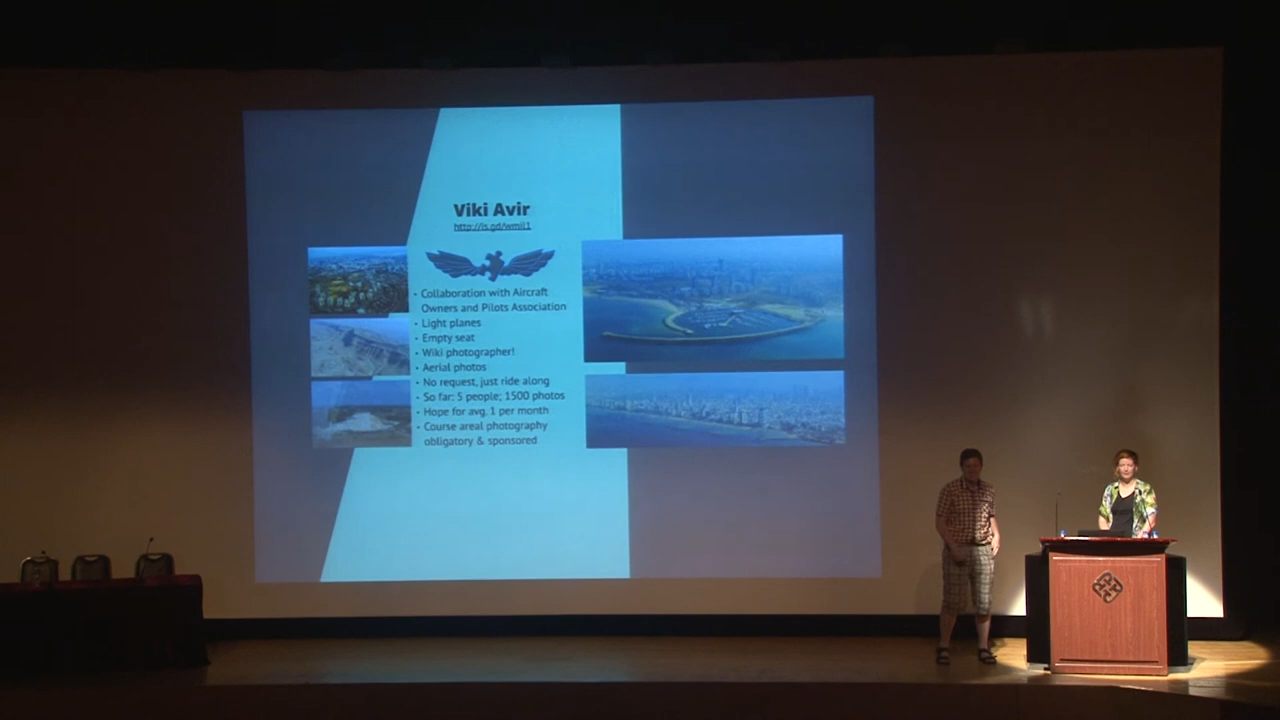 Viki Avir
http://is.gd/wmil1
- Collaboration with Aircraft
Owners and Pilots Association
- Light planes
- Empty seat
- Wiki photographer!
- Aerial photos
- No request, just ride along
- So far: 5 people; 1500 photos
- Hope for avg. 1 per month
- Course areal photography
obligatory & sponsored